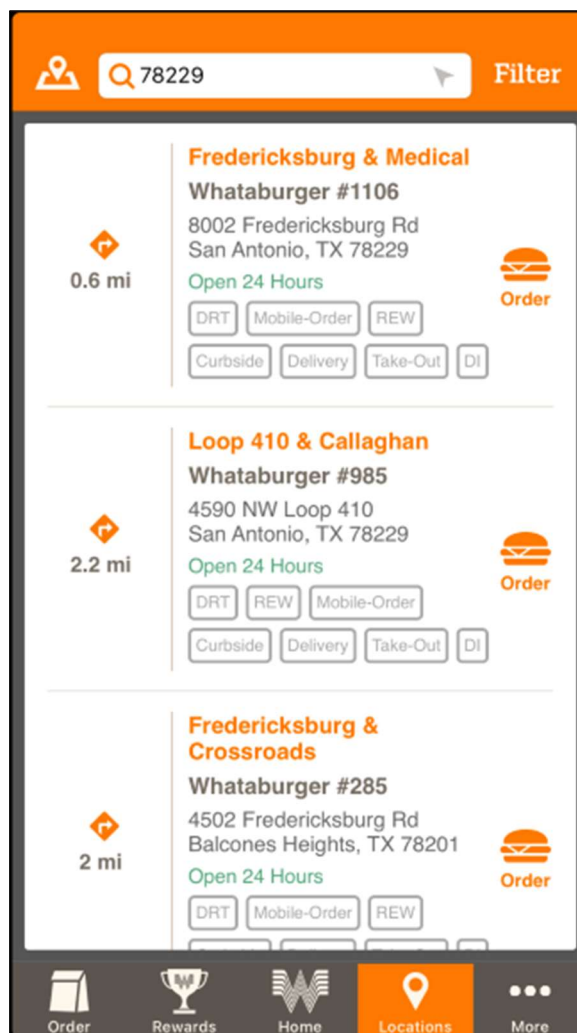 78229
Filter
Fredericksburg & Medical
Whataburger #1106
8002 Fredericksburg Rd
San Antonio, TX 78229
0.6 mi
Open 24 Hours
Order
DRT Mobile-Order REW
Curbside Delivery Take-Out DI
Loop 410 & Callaghan
Whataburger #985
4590 NW Loop 410
San Antonio, TX 78229
2.2 mi
Open 24 Hours
Order
DRT REW Mobile-Order
Curbside Delivery Take-Out DI
Fredericksburg &
Crossroads
Whataburger #285
4502 Fredericksburg Rd
Balcones Heights, TX 78201
2 mi
Open 24 Hours
Order
DRT Mobile-Order REW
Order Rewards Home Locations More